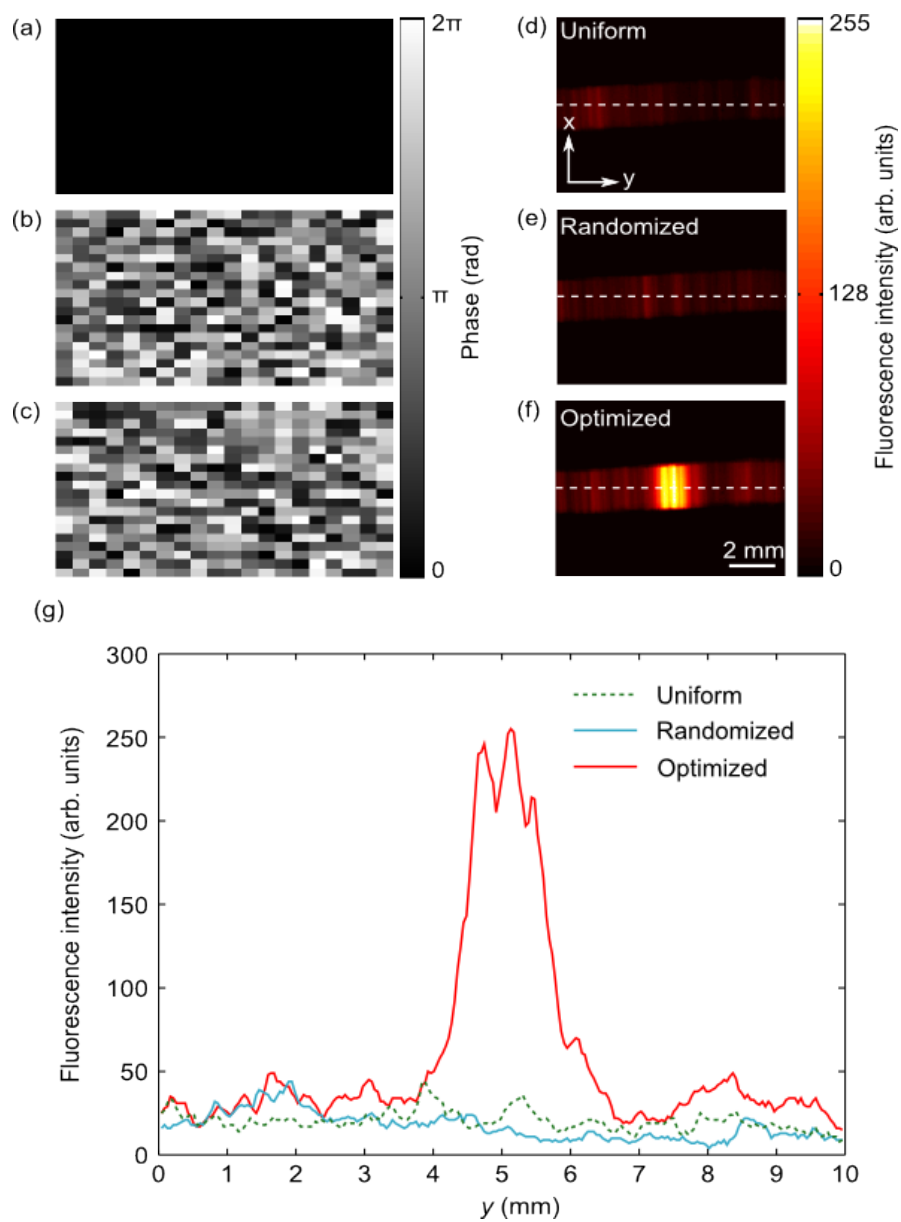 (a)
2π
(d)
Uniform
255
x
y
(b)
(e)
Randomized
π
128
Phase (rad)
Fluorescence intensity (arb. units)
(c)
(f)
Optimized
2 mm
0
0
(g)
300
250
200
150
100
50
0
Fluorescence intensity (arb. units)
Uniform
Randomized
Optimized
0 1 2 3 4 5 6 7 8 9 10
y (mm)